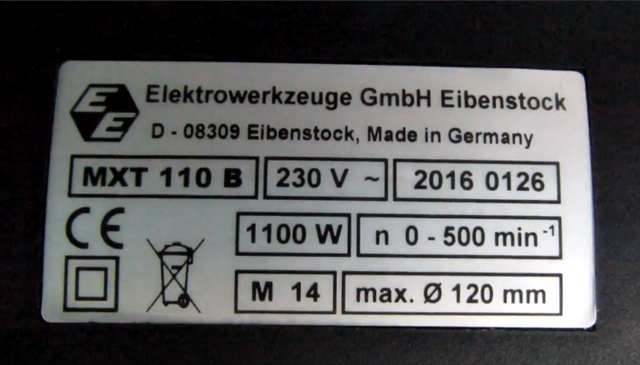 EE
Elektrowerkzeuge GmbH Eibenstock
D - 08309 Eibenstock, Made in Germany
MXT 110 B 230 V ~ 2016 0126
CE 1100 W n 0 - 500 min⁻¹
M 14 max. Ø 120 mm